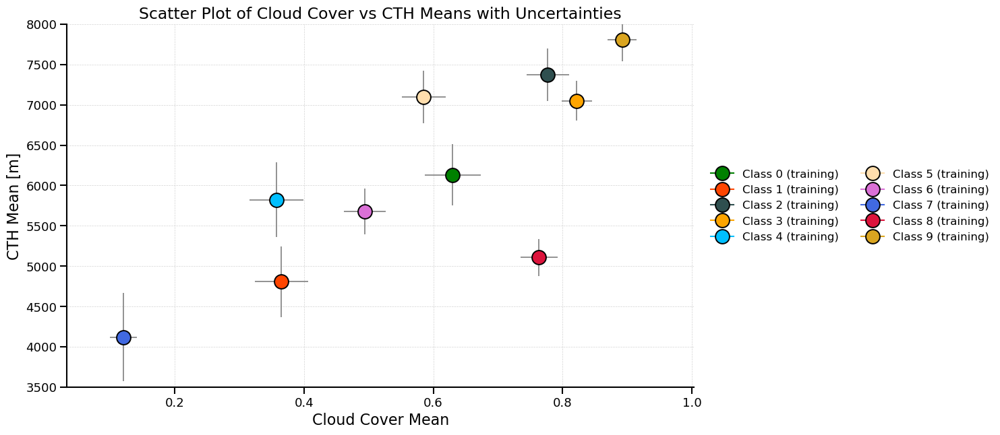 Scatter Plot of Cloud Cover vs CTH Means with Uncertainties
8000
7500
7000
6500
6000
5500
5000
4500
4000
3500
CTH Mean [m]
0.2
0.4
0.6
0.8
1.0
Cloud Cover Mean
Class 0 (training)
Class 1 (training)
Class 2 (training)
Class 3 (training)
Class 4 (training)
Class 5 (training)
Class 6 (training)
Class 7 (training)
Class 8 (training)
Class 9 (training)